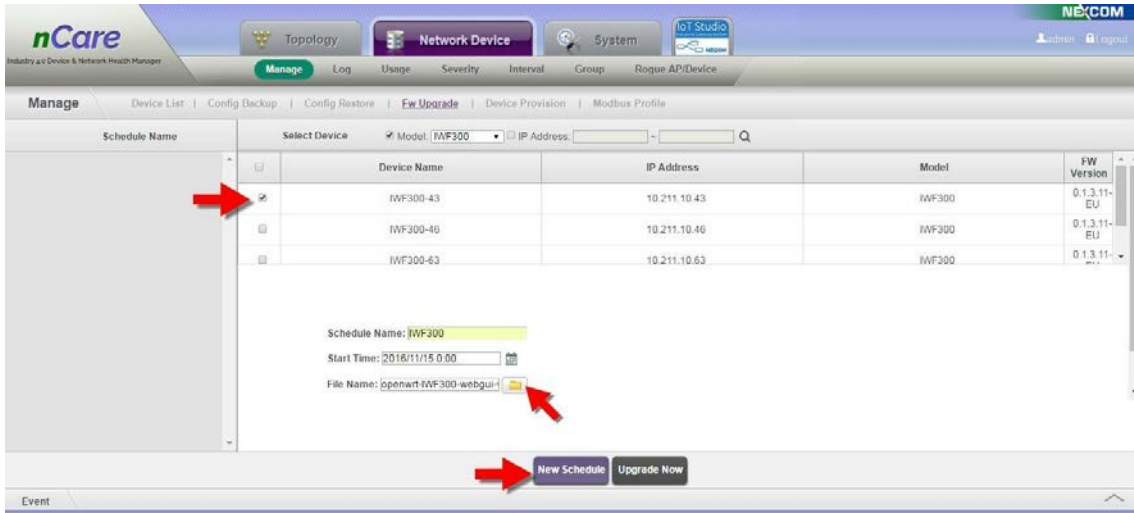 NEXCOM
nCare
Industry 4.0 Device & Network Health Manager
Topology
Network Device
System
IoT Studio
NEXCOM
admin
Logout
Manage
Log
Usage
Severity
Interval
Group
Rogue AP/Device
Manage
Device List | Config Backup | Config Restore | Fw Upgrade | Device Provision | Modbus Profile
Schedule Name
Select Device
Model: IWF300
IP Address: -
Device Name IP Address Model FW Version
IWF300-43 10.211.10.43 IWF300 0.1.3.11-EU
IWF300-46 10.211.10.46 IWF300 0.1.3.11-EU
IWF300-63 10.211.10.63 IWF300 0.1.3.11-
Schedule Name: IWF300
Start Time: 2016/11/15 0:00
File Name: openwrt-IWF300-webgui-
New Schedule
Upgrade Now
Event